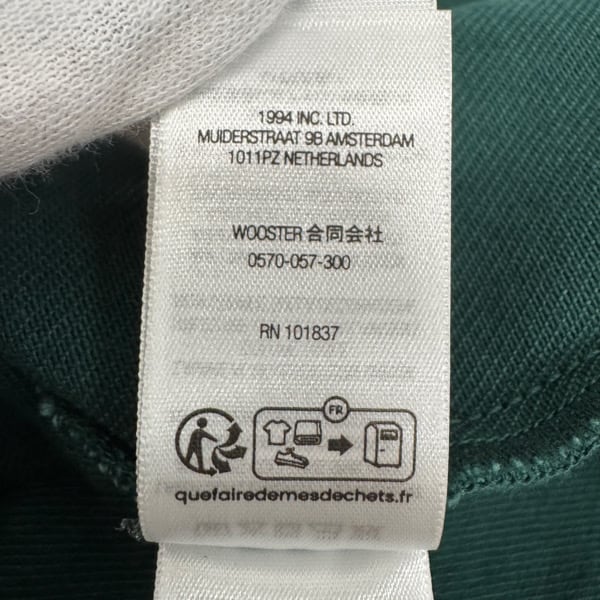 1994 INC. LTD.
MUIDERSTRAAT 9B AMSTERDAM
1011PZ NETHERLANDS
WOOSTER 合同会社
0570-057-300
RN 101837
FR
quefairedemesdechets.fr